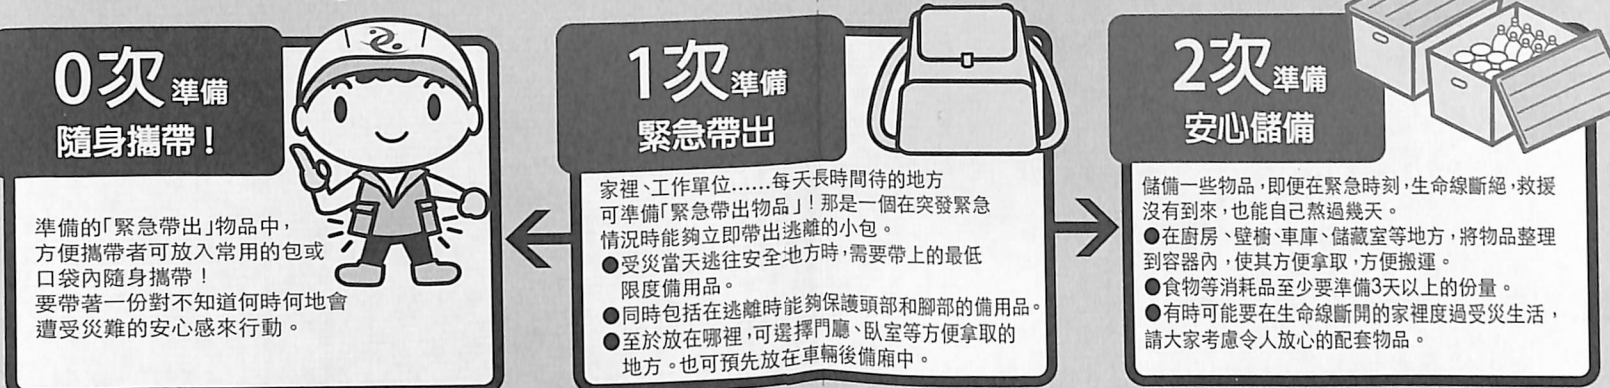 0次 準備
隨身攜帶！
準備的「緊急帶出」物品中，
方便攜帶者可放入常用的包或
口袋內隨身攜帶！
要帶著一份對不知道何時何地會
遭受災難的安心感來行動。
1次 準備
緊急帶出
家裡、工作單位……每天長時間待的地方
可準備「緊急帶出物品」！那是一個在突發緊急
情況時能夠立即帶出逃離的小包。
●受災當天逃往安全地方時，需要帶上的最低
限度備用品。
●同時包括在逃離時能夠保護頭部和腳部的備用品。
●至於放在哪裡，可選擇門廳、臥室等方便拿取的
地方。也可預先放在車輛後備廂中。
2次 準備
安心儲備
儲備一些物品，即便在緊急時刻，生命線斷絕，救援
沒有到來，也能自己熬過幾天。
●在廚房、壁櫥、車庫、儲藏室等地方，將物品整理
到容器內，使其方便拿取，方便搬運。
●食物等消耗品至少要準備3天以上的份量。
●有時可能要在生命線斷開的家裡度過受災生活，
請大家考慮令人放心的配套物品。